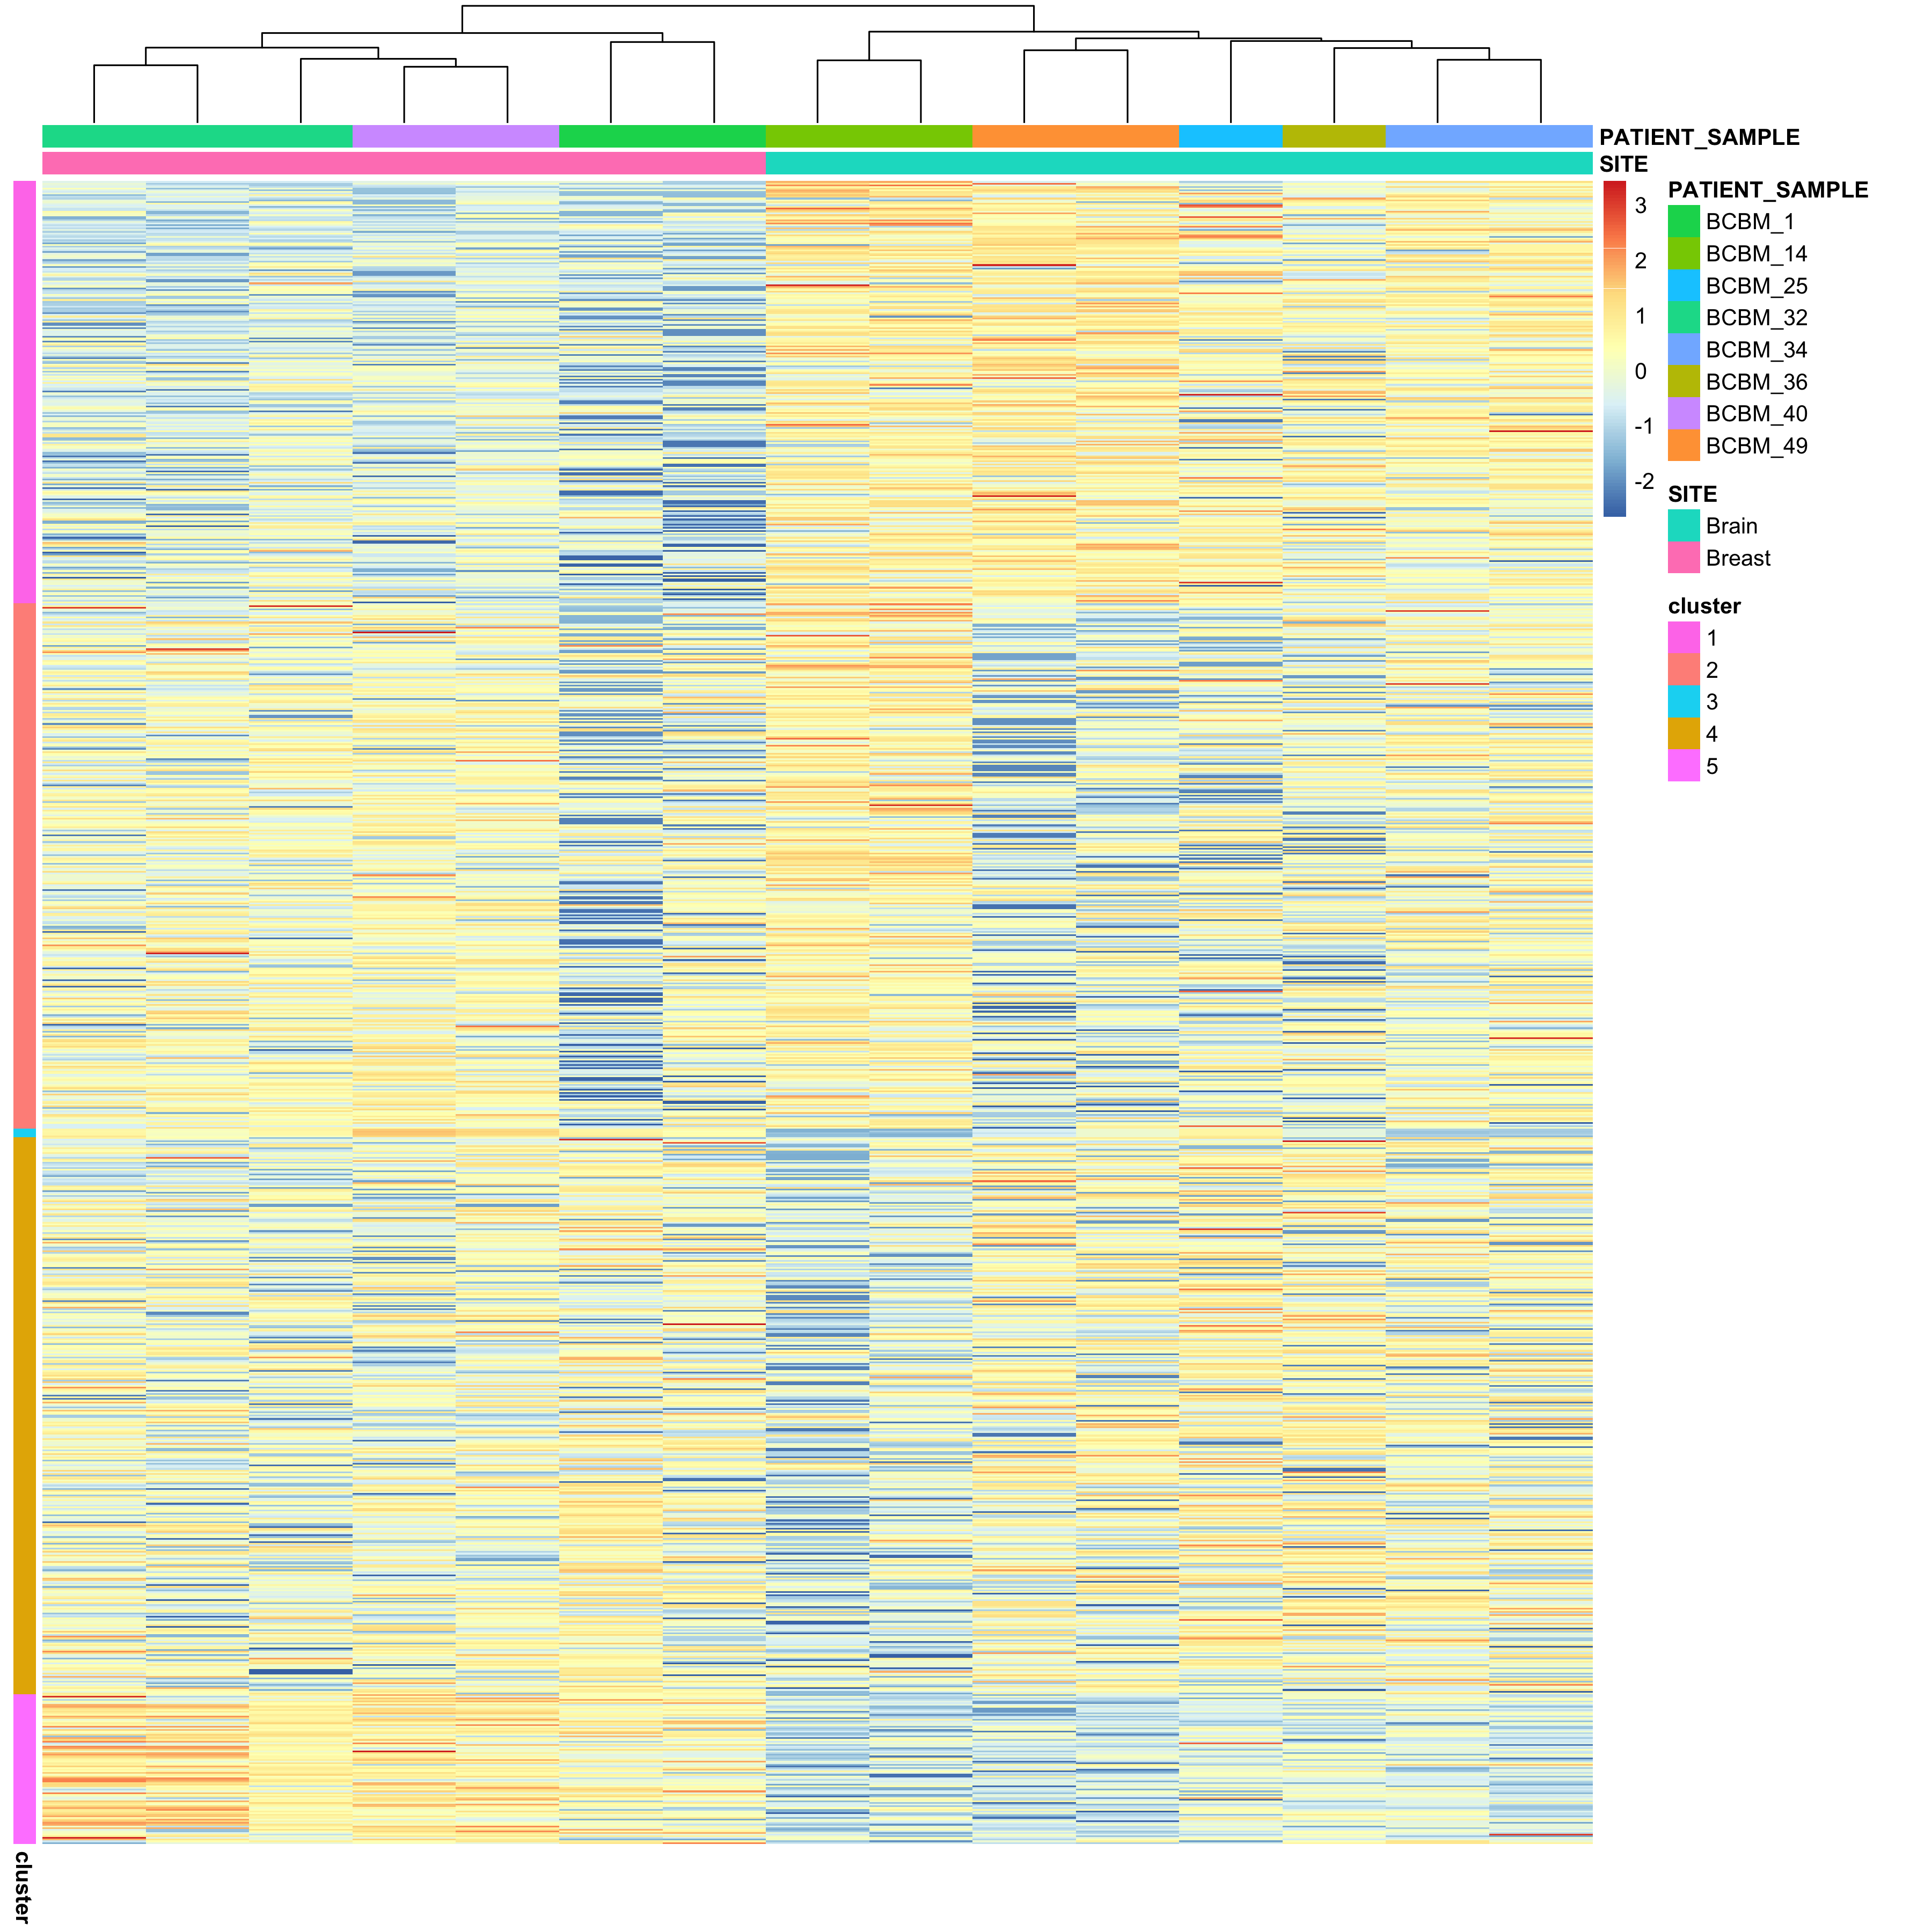 PATIENT_SAMPLE
SITE
3
2
1
0
-1
-2
PATIENT_SAMPLE
BCBM_1
BCBM_14
BCBM_25
BCBM_32
BCBM_34
BCBM_36
BCBM_40
BCBM_49
SITE
Brain
Breast
cluster
1
2
3
4
5
cluster